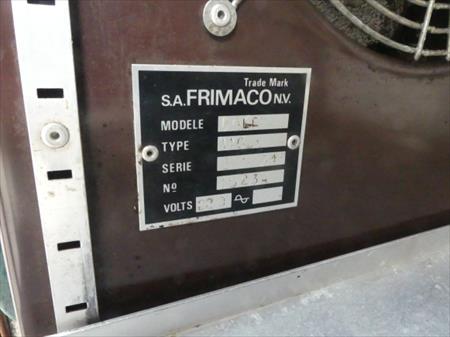 Trade Mark
S.A. FRIMACO N.V.
MODELE
TYPE
SERIE
Nº
VOLTS